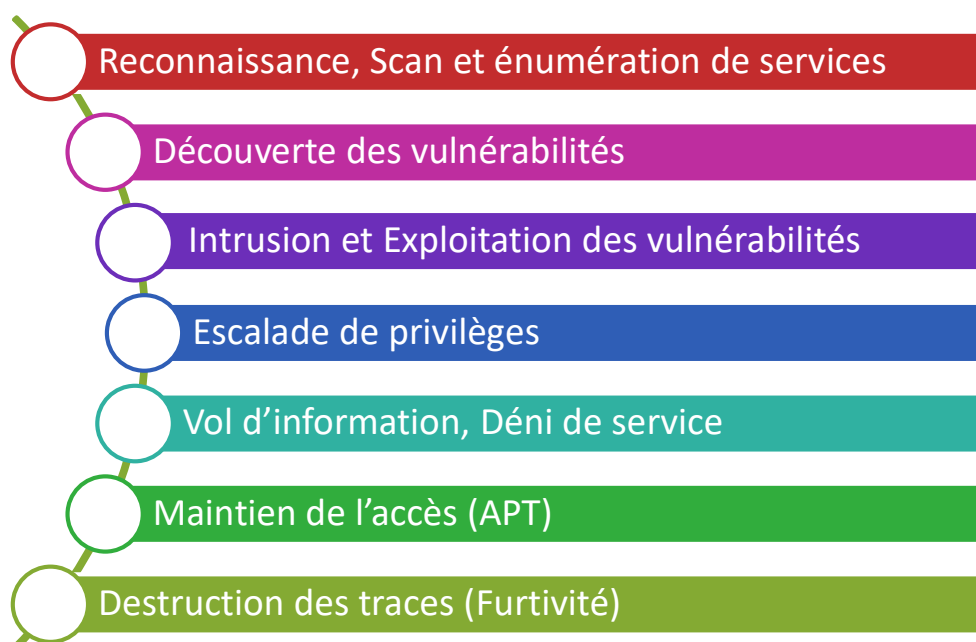 Reconnaissance, Scan et énumération de services
Découverte des vulnérabilités
Intrusion et Exploitation des vulnérabilités
Escalade de privilèges
Vol d’information, Déni de service
Maintien de l’accès (APT)
Destruction des traces (Furtivité)